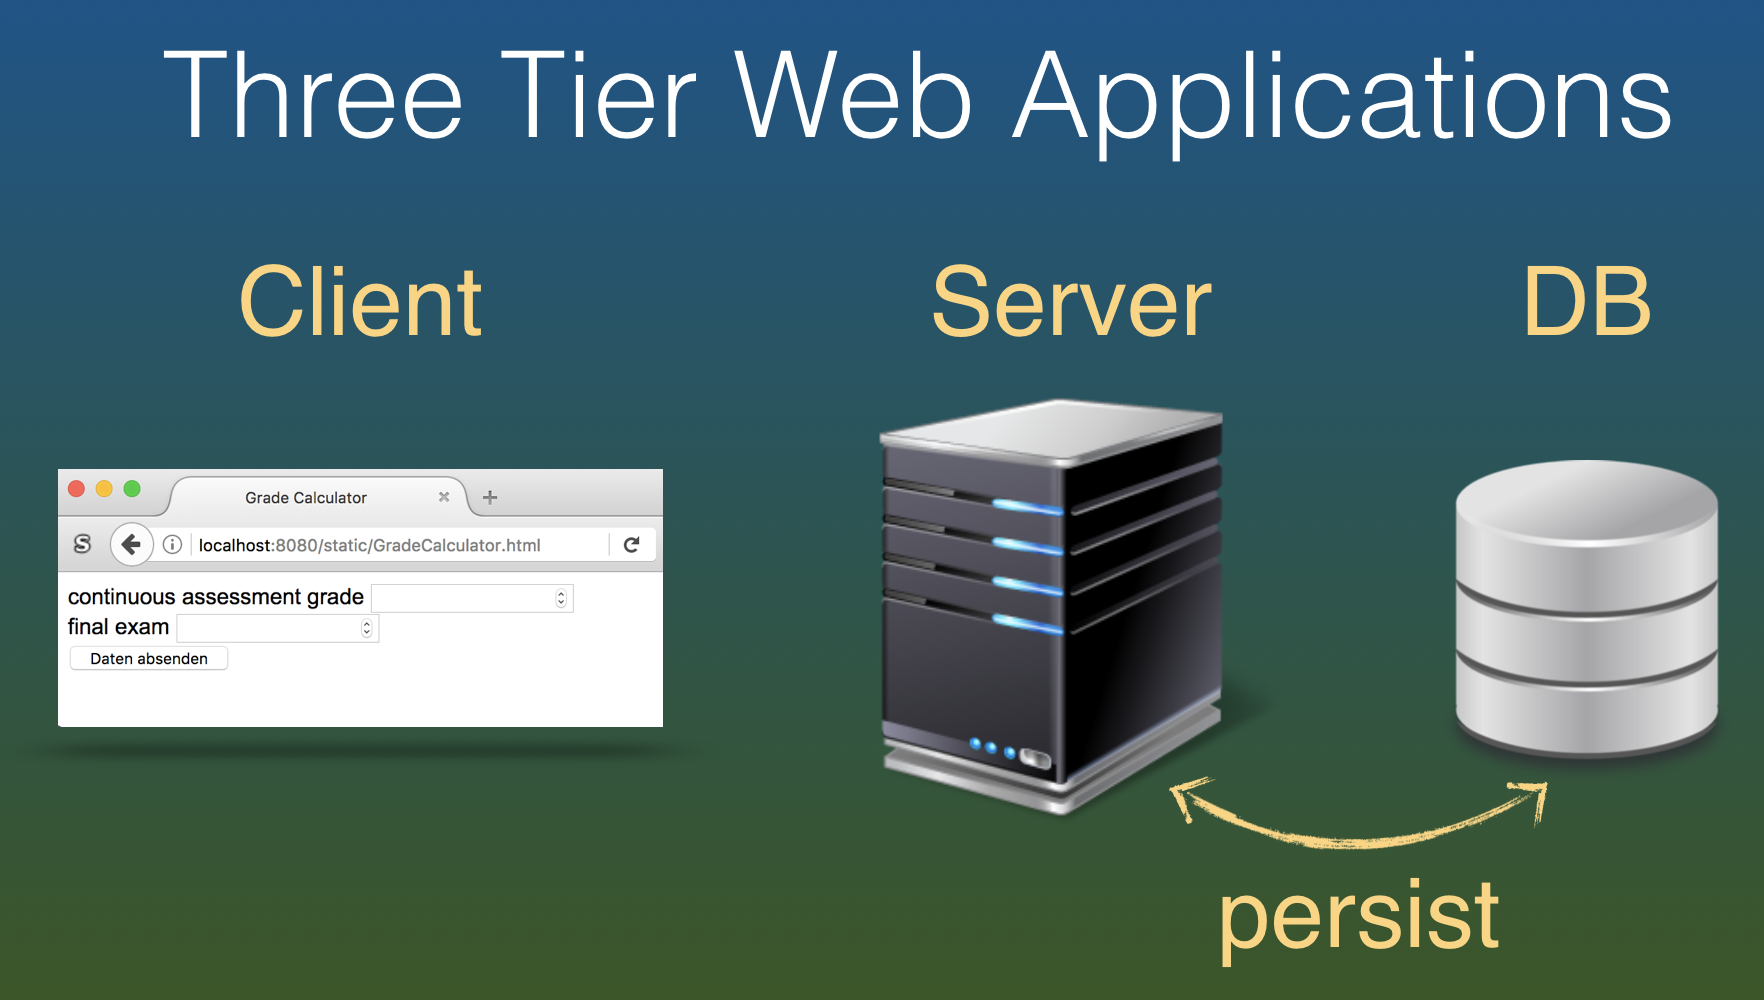 Three Tier Web Applications
Client
Server
DB
Grade Calculator
S
localhost:8080/static/GradeCalculator.html
continuous assessment grade
final exam
Daten absenden
persist